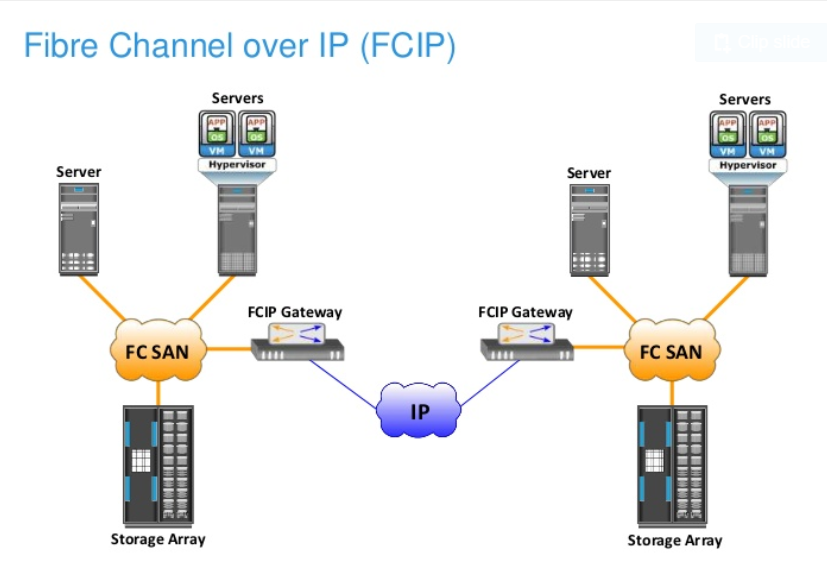 Fibre Channel over IP (FCIP)
Clip slide
Servers
APP APP
OS OS
VM VM
Hypervisor
Server
Servers
APP APP
OS OS
VM VM
Hypervisor
Server
FCIP Gateway
FCIP Gateway
FC SAN
FC SAN
IP
Storage Array
Storage Array